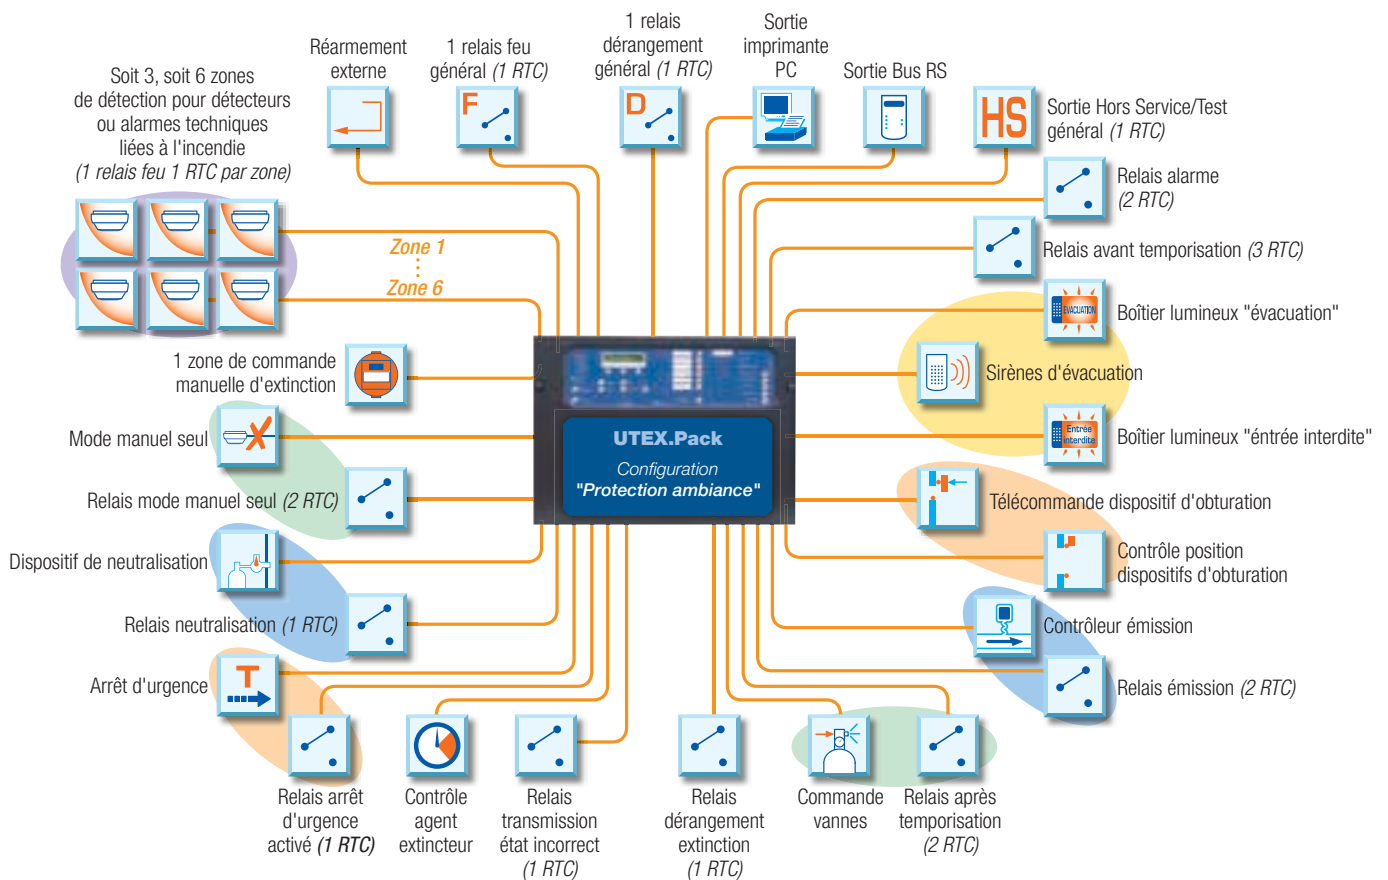 Soit 3, soit 6 zones
de détection pour détecteurs
ou alarmes techniques
liées à l'incendie
(1 relais feu 1 RTC par zone)
Réarmement
externe
1 relais feu
général (1 RTC)
F
1 relais
dérangement
général (1 RTC)
D
Sortie
imprimante
PC
Sortie Bus RS
HS
Sortie Hors Service/Test
général (1 RTC)
Relais alarme
(2 RTC)
Relais avant temporisation (3 RTC)
Zone 1
Zone 6
EVACUATION
Boîtier lumineux "évacuation"
1 zone de commande
manuelle d'extinction
Sirènes d'évacuation
Mode manuel seul
Entrée
interdite
Boîtier lumineux "éntrée interdite"
UTEX.Pack
Configuration
"Protection ambiance"
Relais mode manuel seul (2 RTC)
Télécommande dispositif d'obturation
Dispositif de neutralisation
Contrôle position
dispositifs d'obturation
Relais neutralisation (1 RTC)
Contrôleur émission
Arrêt d'urgence
T
Relais émission (2 RTC)
Relais arrêt
d'urgence
activé (1 RTC)
Contrôle
agent
extincteur
Relais
transmission
état incorrect
(1 RTC)
Relais
dérangement
extinction
(1 RTC)
Commande
vannes
Relais après
temporisation
(2 RTC)